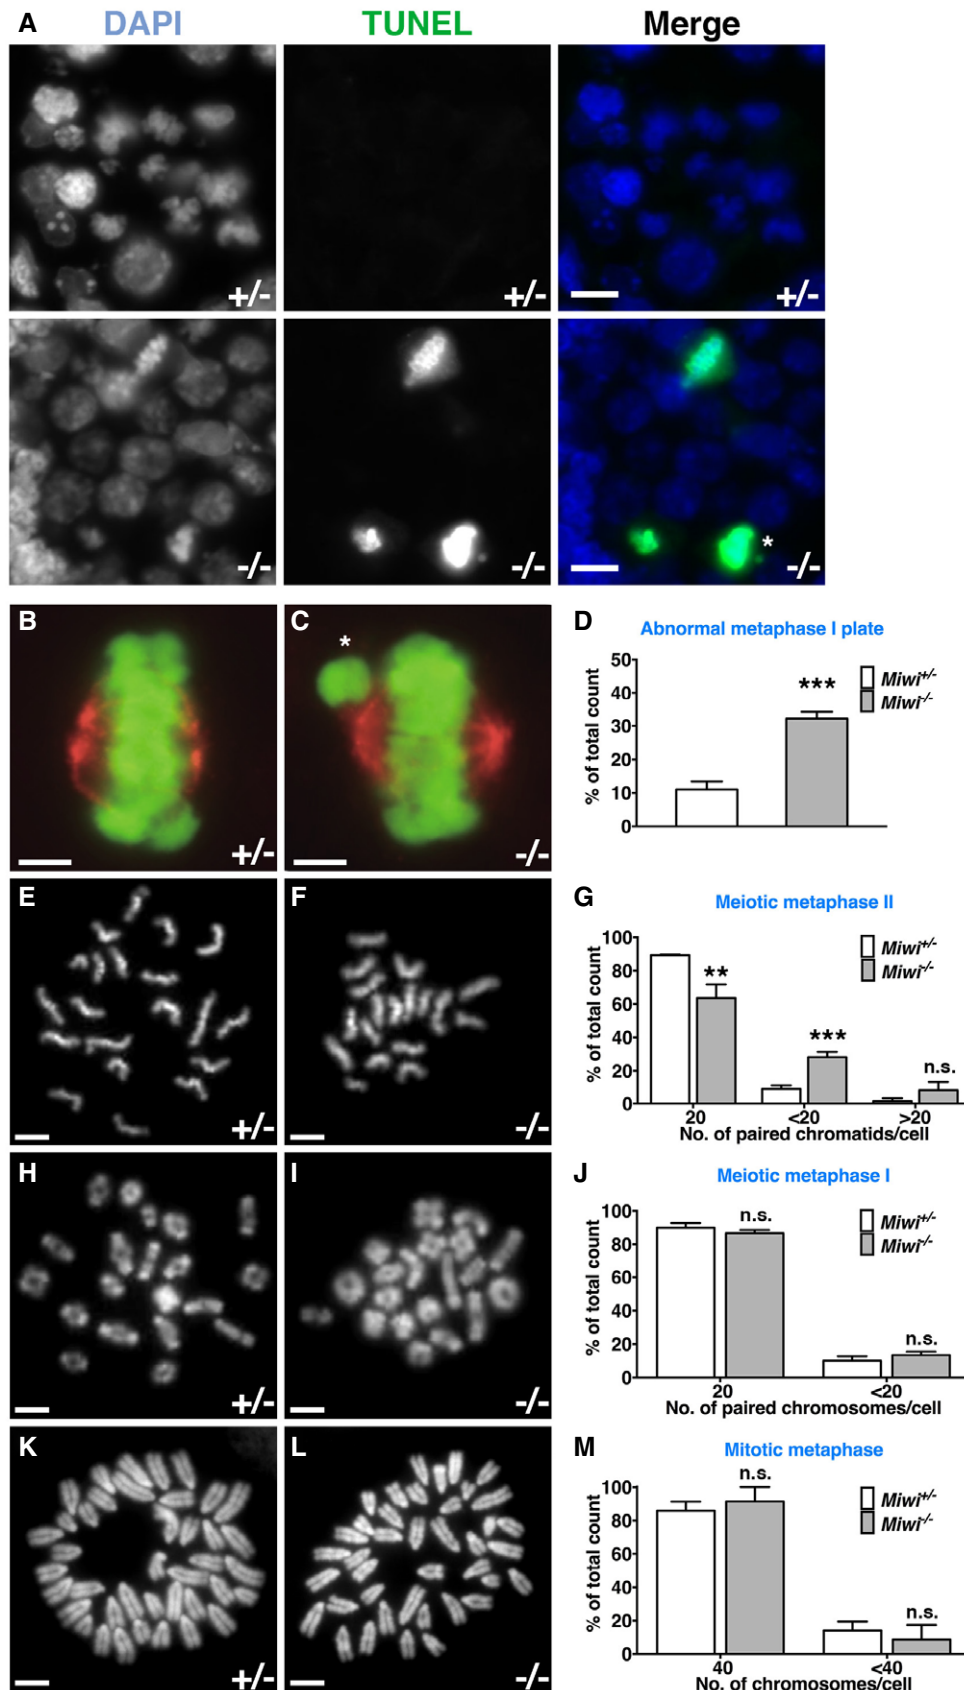 A DAPI TUNEL Merge
+/- +/- +/-
*
-/- -/- -/-
B C D
*
+/- -/-
Abnormal metaphase I plate
% of total count
50
40
30
20
10
0
***
Miwi+/-
Miwi-/-
E F G
+/- -/-
Meiotic metaphase II
% of total count
100
80
60
40
20
0
** *** n.s.
Miwi+/-
Miwi-/-
20 <20 >20
No. of paired chromatids/cell
H I J
+/- -/-
Meiotic metaphase I
% of total count
100
80
60
40
20
0
n.s. n.s.
Miwi+/-
Miwi-/-
20 <20
No. of paired chromosomes/cell
K L M
+/- -/-
Mitotic metaphase
% of total count
100
80
60
40
20
0
n.s. n.s.
Miwi+/-
Miwi-/-
40 <40
No. of chromosomes/cell